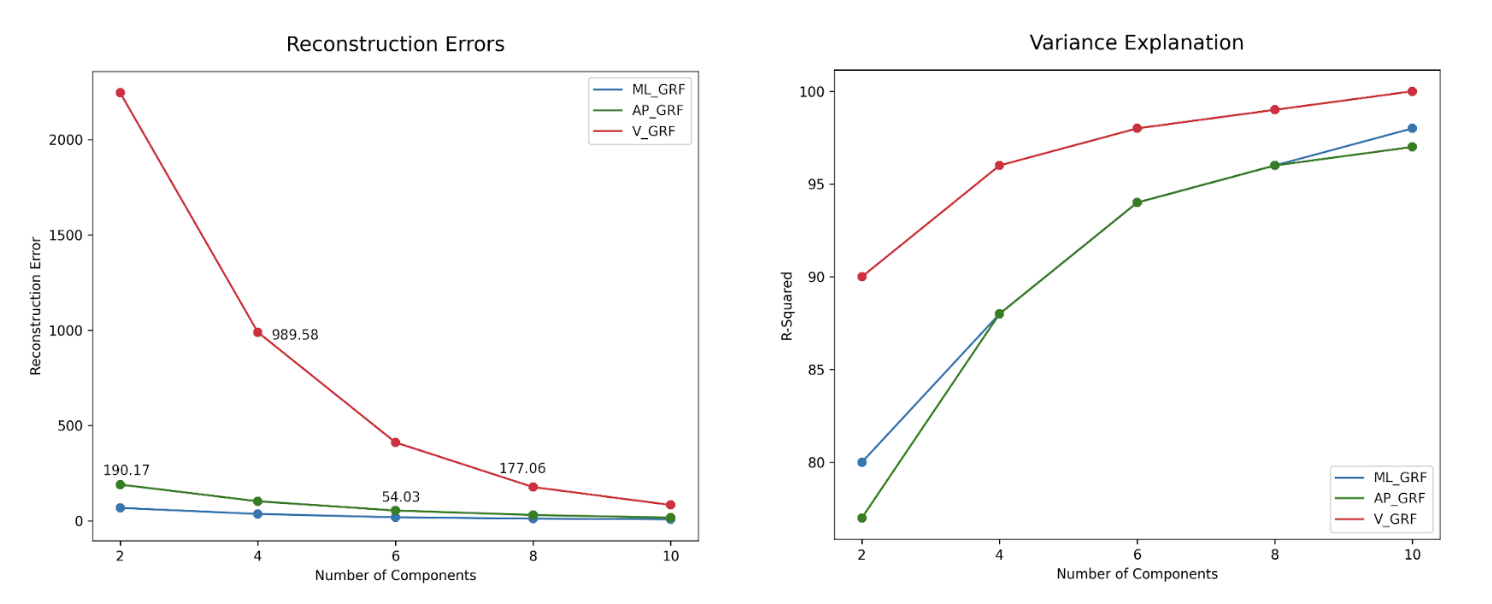 Reconstruction Errors
ML_GRF
AP_GRF
V_GRF
2000
1500
1000
500
0
989.58
190.17
54.03
177.06
2
4
6
8
10
Reconstruction Error
Number of Components
Variance Explanation
100
95
90
85
80
ML_GRF
AP_GRF
V_GRF
2
4
6
8
10
R-Squared
Number of Components